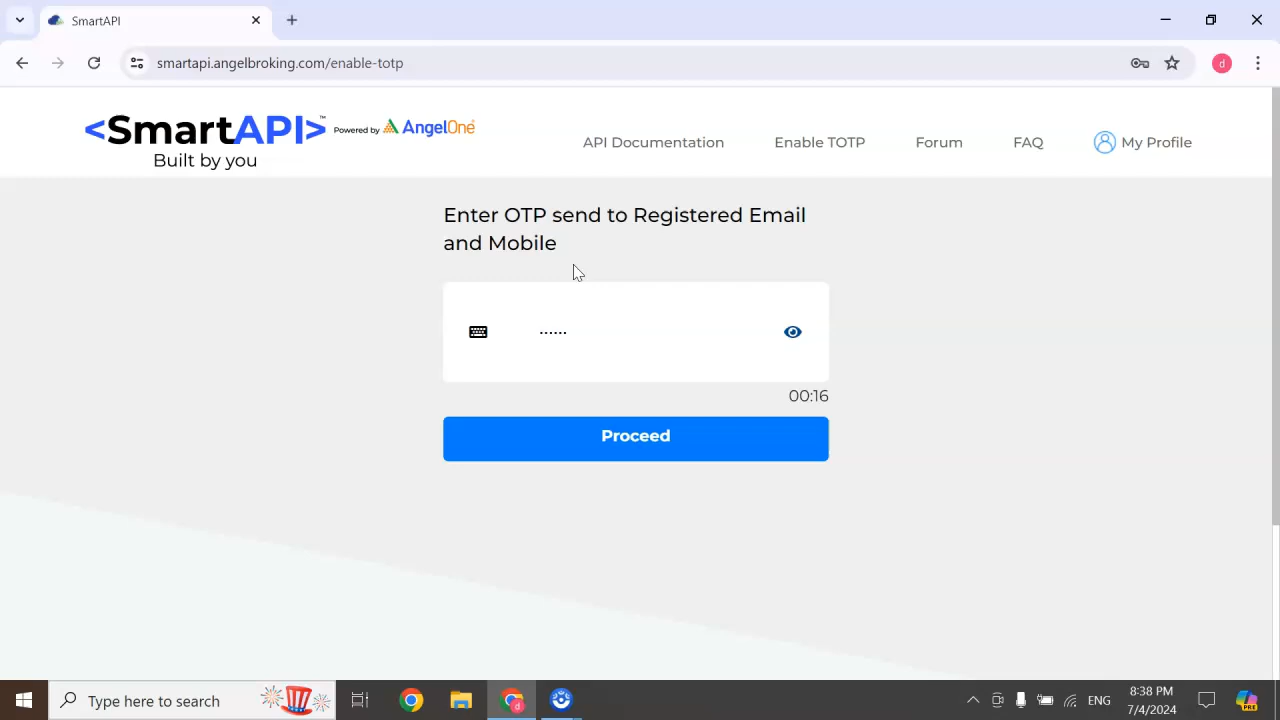 SmartAPI
smartapi.angelbroking.com/enable-totp
d
<SmartAPI>™ Powered by AngelOne
Built by you
API Documentation
Enable TOTP
Forum
FAQ
My Profile
Enter OTP send to Registered Email
and Mobile
······
00:16
Proceed
Type here to search
d
ENG
8:38 PM
7/4/2024
PRE